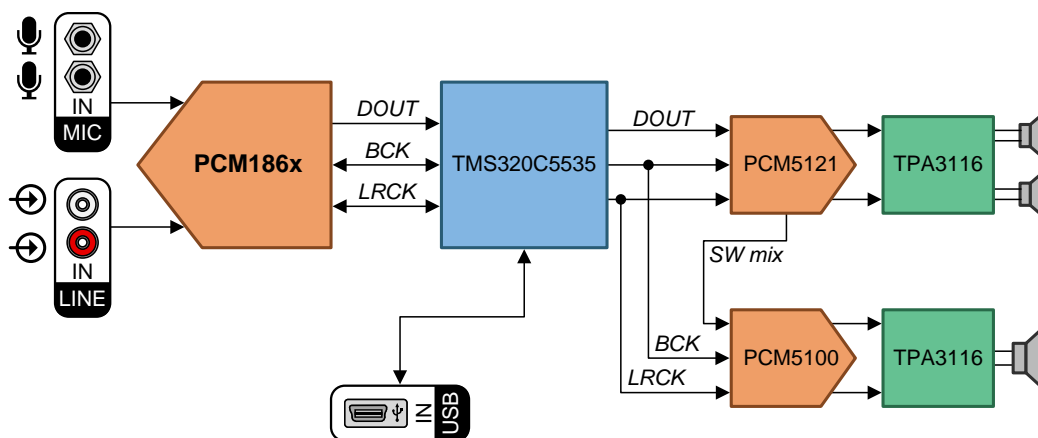 IN
MIC
IN
LINE
PCM186x
DOUT
BCK
LRCK
TMS320C5535
IN
USB
DOUT
PCM5121
TPA3116
SW mix
BCK
LRCK
PCM5100
TPA3116